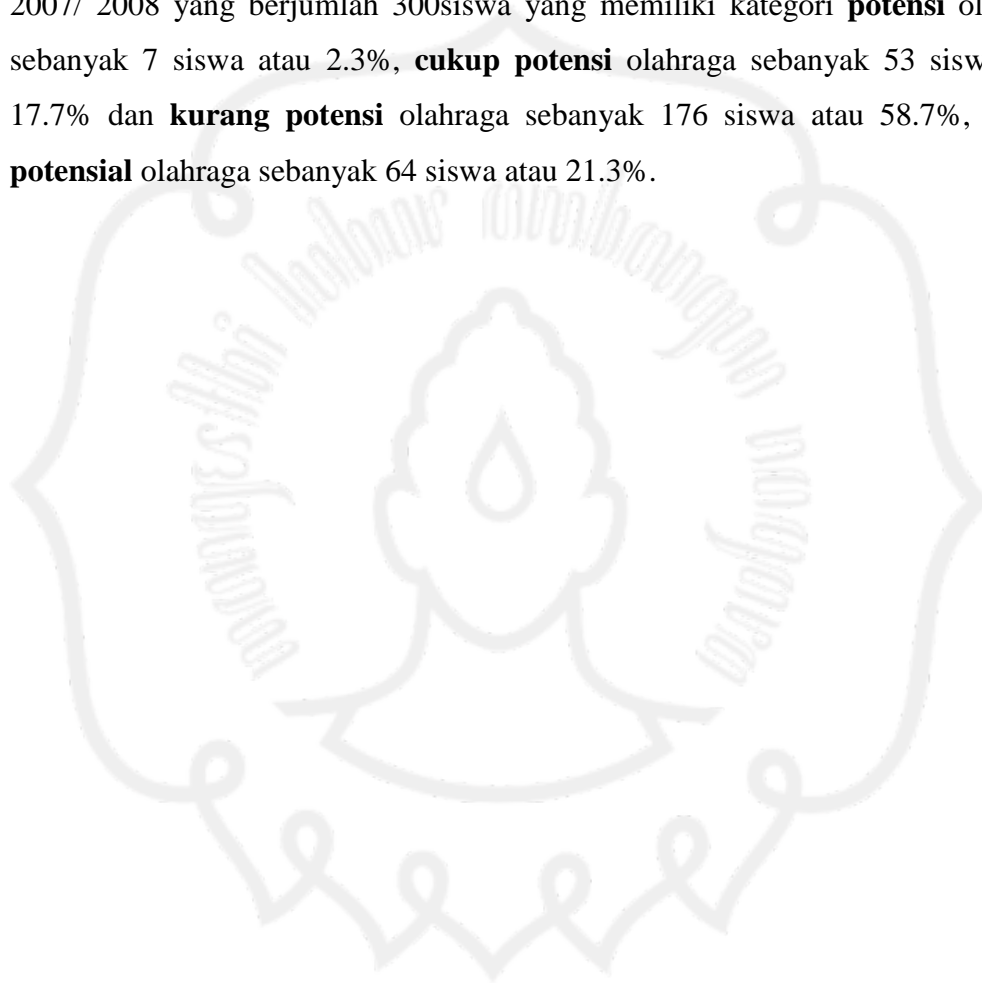 2007/ 2008 yang berjumlah 300siswa yang memiliki kategori potensi
sebanyak 7 siswa atau 2.3%, cukup potensi olahraga sebanyak 53
17.7% dan kurang potensi olahraga sebanyak 176 siswa atau 58.7%,
potensial olahraga sebanyak 64 siswa atau 21.3%.